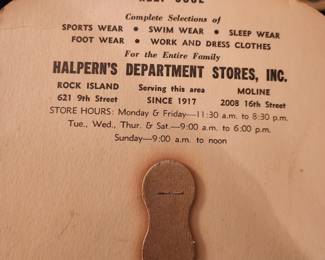 Complete Selections of
SPORTS WEAR • SWIM WEAR • SLEEP WEAR
FOOT WEAR • WORK AND DRESS CLOTHES
For the Entire Family
HALPERN'S DEPARTMENT STORES, INC.
ROCK ISLAND Serving this area MOLINE
621 9th Street SINCE 1917 2008 16th Street
STORE HOURS: Monday & Friday—11:30 a.m. to 8:30 p.m.
Tue., Wed., Thur. & Sat.—9:00 a.m. to 6:00 p.m.
Sunday—9:00 a.m. to noon